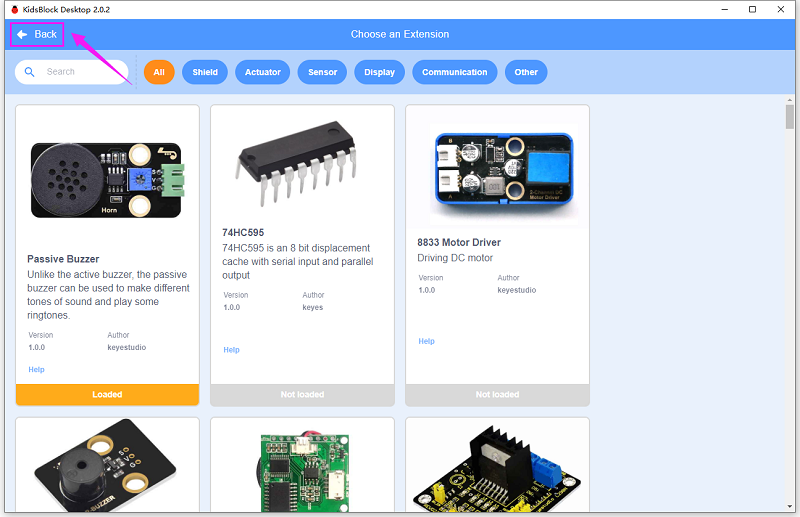 KidsBlock Desktop 2.0.2
Back
Choose an Extension
Search
All
Shield
Actuator
Sensor
Display
Communication
Other
Horn
Passive Buzzer
Unlike the active buzzer, the passive
buzzer can be used to make different
tones of sound and play some
ringtones.
Version
Author
1.0.0
keyestudio
Help
Loaded
74HC595
74HC595 is an 8 bit displacement
cache with serial input and parallel
output
Version
Author
1.0.0
keyes
Help
Not loaded
B
A
2-Channel DC
Motor Driver
8833 Motor Driver
Driving DC motor
Version
Author
1.0.0
keyestudio
Help
Not loaded
S
V
G
BUZZER